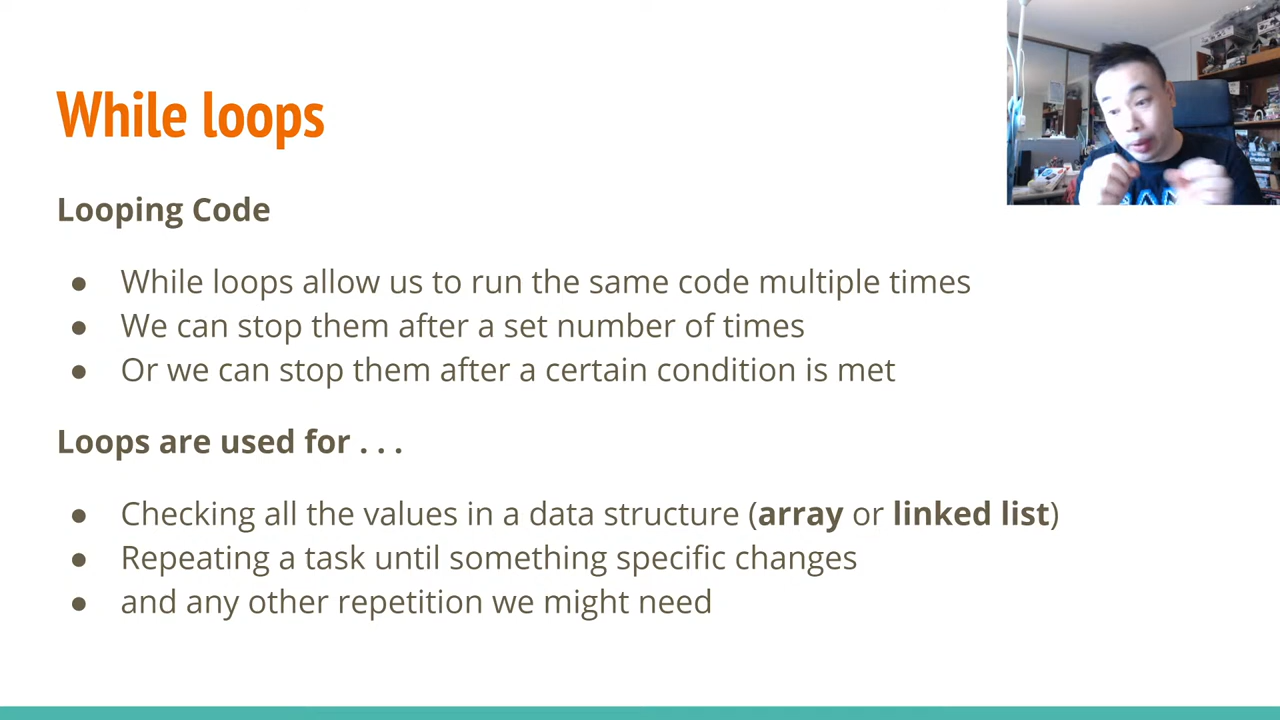 While loops
Looping Code
● While loops allow us to run the same code multiple times
● We can stop them after a set number of times
● Or we can stop them after a certain condition is met
Loops are used for . . .
● Checking all the values in a data structure (array or linked list)
● Repeating a task until something specific changes
● and any other repetition we might need